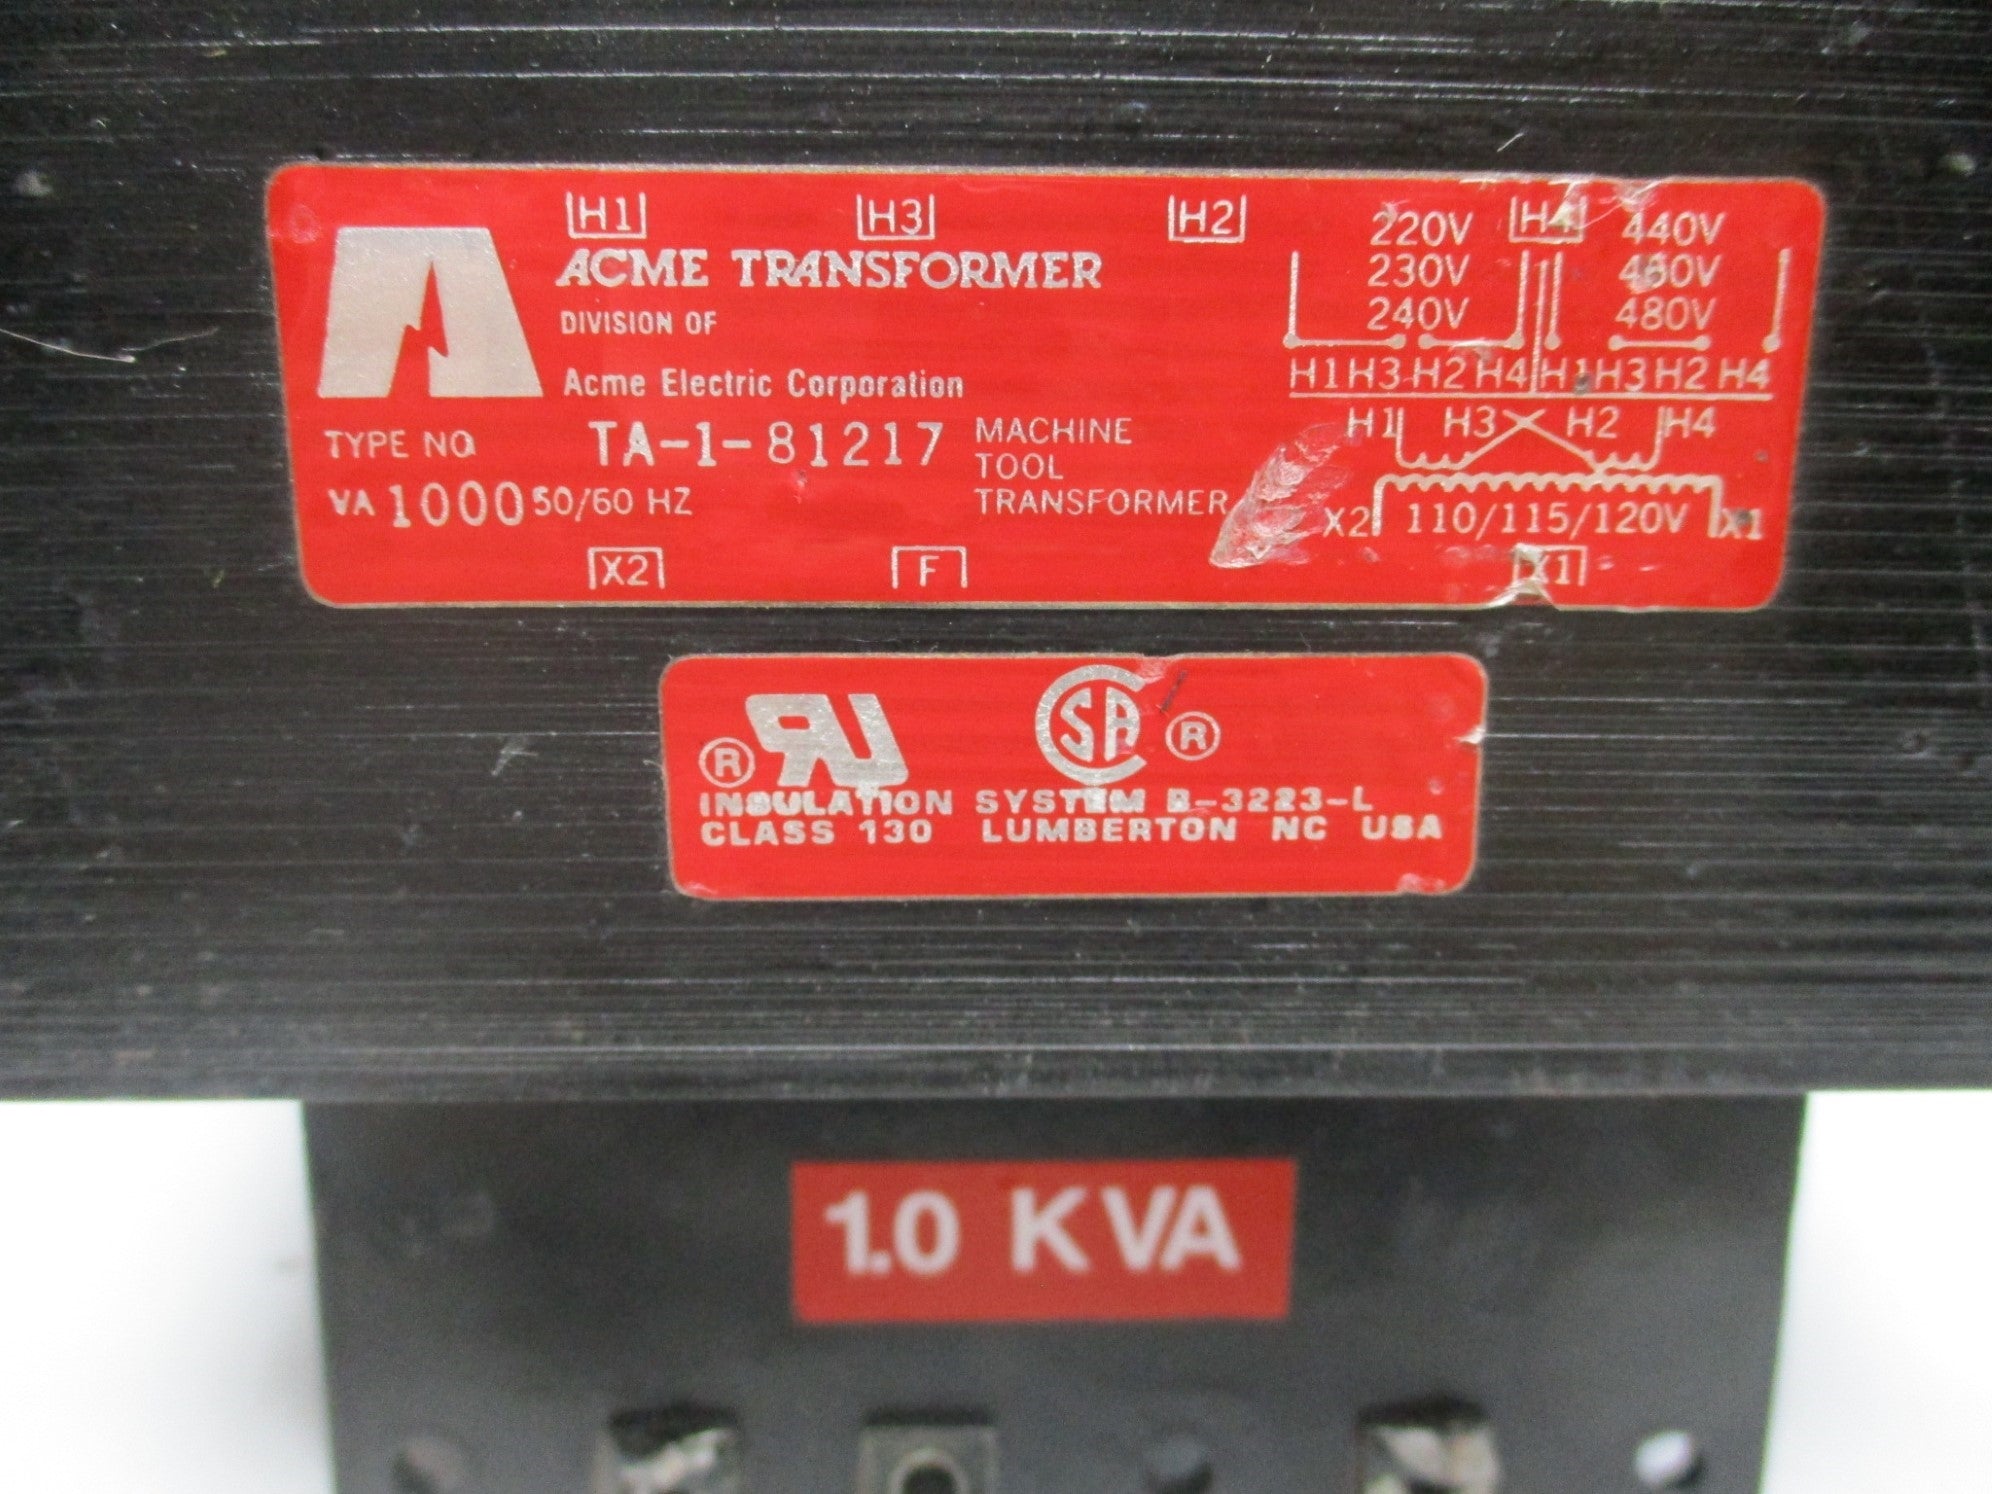 H1 H3 H2 H4
ACME TRANSFORMER
DIVISION OF
Acme Electric Corporation
TYPE NO. TA-1-81217
VA 1000 50/60 HZ
MACHINE
TOOL
TRANSFORMER
220V 440V
230V 460V
240V 480V
H1 H3 H2 H4 H1 H3 H2 H4
H1 H3 H2 H4
X2 110/115/120V X1
X2 F X1
® RU CSA ®
INSULATION SYSTEM B-3223-L
CLASS 130 LUMBERTON NC USA
1.0 KVA